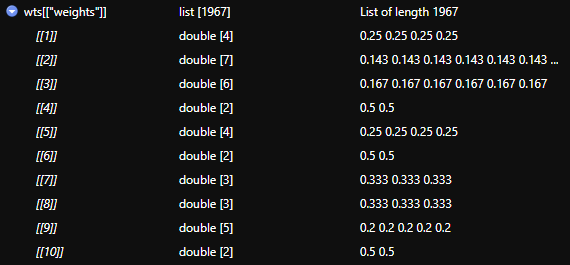 wts[["weights"]] list [1967] List of length 1967
[[1]] double [4] 0.25 0.25 0.25 0.25
[[2]] double [7] 0.143 0.143 0.143 0.143 0.143 0.143 ...
[[3]] double [6] 0.167 0.167 0.167 0.167 0.167 0.167
[[4]] double [2] 0.5 0.5
[[5]] double [4] 0.25 0.25 0.25 0.25
[[6]] double [2] 0.5 0.5
[[7]] double [3] 0.333 0.333 0.333
[[8]] double [3] 0.333 0.333 0.333
[[9]] double [5] 0.2 0.2 0.2 0.2 0.2
[[10]] double [2] 0.5 0.5